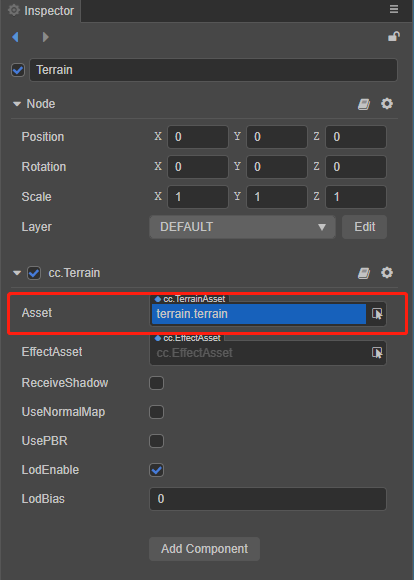 Inspector
Terrain
Node
Position X 0 Y 0 Z 0
Rotation X 0 Y 0 Z 0
Scale X 1 Y 1 Z 1
Layer DEFAULT Edit
cc.Terrain
cc.TerrainAsset
Asset terrain.terrain
cc.EffectAsset
EffectAsset cc.EffectAsset
ReceiveShadow
UseNormalMap
UsePBR
LodEnable
LodBias 0
Add Component